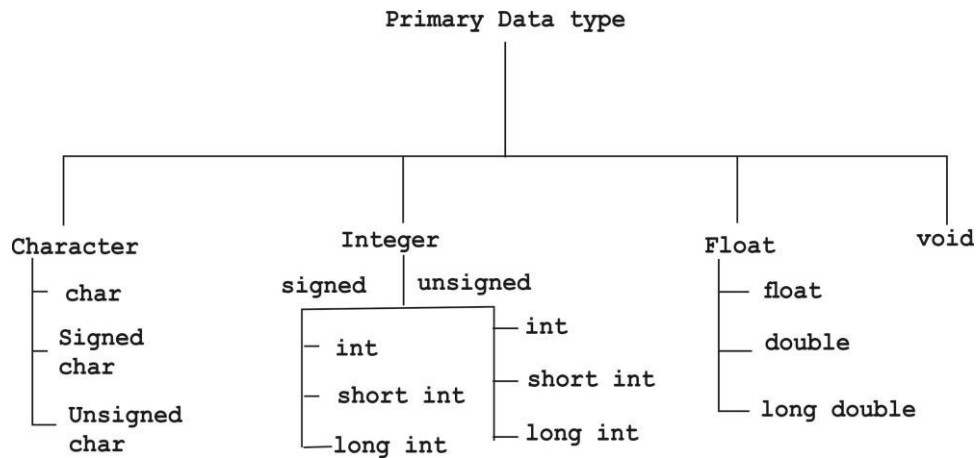 Primary Data type
Character
Integer
Float
void
char
Signed
char
Unsigned
char
signed
unsigned
int
short int
long int
int
short int
long int
float
double
long double